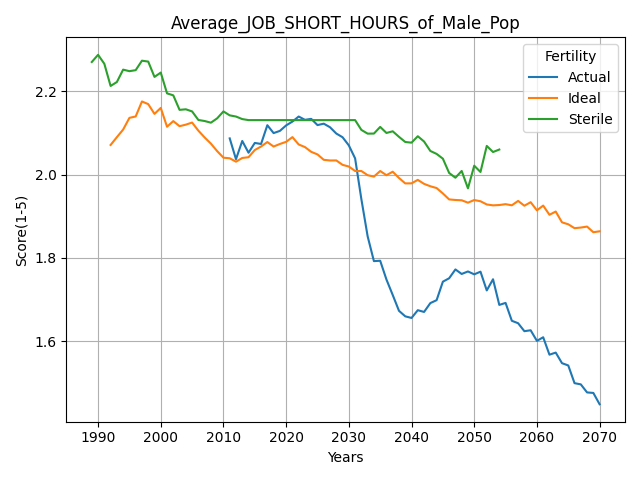 Average_JOB_SHORT_HOURS_of_Male_Pop
Fertility
Actual
Ideal
Sterile
Score(1-5)
2.2
2.0
1.8
1.6
1990 2000 2010 2020 2030 2040 2050 2060 2070
Years